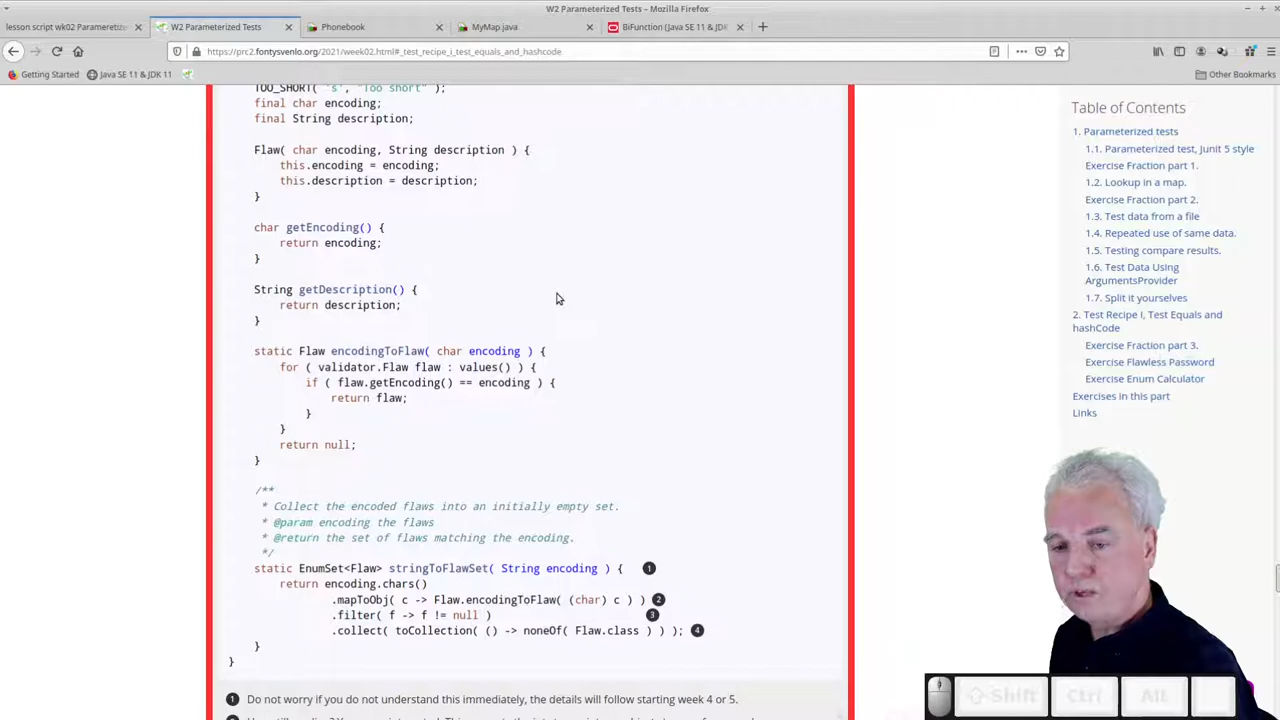 W2 Parameterized Tests - Mozilla Firefox
lesson script wk02 Parameretiz
W2 Parameterized Tests
Phonebook
MyMap.java
BiFunction (Java SE 11 & JDK
https://prc2.fontysvenlo.org/2021/week02.html#_test_recipe_i_test_equals_and_hashcode
Getting Started
Java SE 11 & JDK 11
Other Bookmarks
TOO_SHORT( 's', "Too short" );
final char encoding;
final String description;
Flaw( char encoding, String description ) {
this.encoding = encoding;
this.description = description;
}
char getEncoding() {
return encoding;
}
String getDescription() {
return description;
}
static Flaw encodingToFlaw( char encoding ) {
for ( validator.Flaw flaw : values() ) {
if ( flaw.getEncoding() == encoding ) {
return flaw;
}
}
return null;
}
/**
* Collect the encoded flaws into an initially empty set.
* @param encoding the flaws
* @return the set of flaws matching the encoding.
*/
static EnumSet<Flaw> stringToFlawSet( String encoding ) { 1
return encoding.chars()
.mapToObj( c -> Flaw.encodingToFlaw( (char) c ) ) 2
.filter( f -> f != null ) 3
.collect( toCollection( () -> noneOf( Flaw.class ) ) ); 4
}
}
1 Do not worry if you do not understand this immediately, the details will follow starting week 4 or 5.
Table of Contents
1. Parameterized tests
1.1. Parameterized test, Junit 5 style
Exercise Fraction part 1.
1.2. Lookup in a map.
Exercise Fraction part 2.
1.3. Test data from a file
1.4. Repeated use of same data.
1.5. Testing compare results.
1.6. Test Data Using
ArgumentsProvider
1.7. Split it yourselves
2. Test Recipe I, Test Equals and
hashCode
Exercise Fraction part 3.
Exercise Flawless Password
Exercise Enum Calculator
Exercises in this part
Links
Shift
Ctrl
Alt